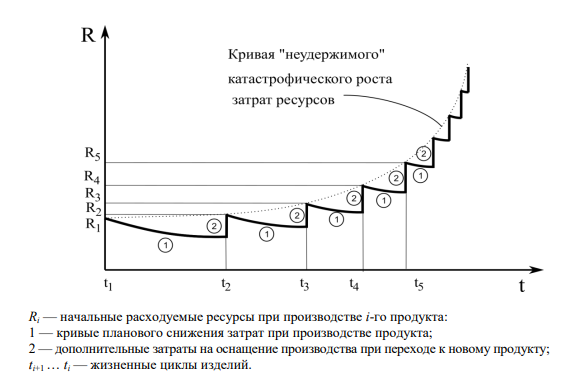 R
Кривая "неудержимого"
катастрофического роста
затрат ресурсов
R5
R4
R3
R2
R1
2
2
2
2
2
1
1
1
1
1
t1
t2
t3
t4
t5
t
Ri — начальные расходуемые ресурсы при производстве i-го продукта:
1 — кривые планового снижения затрат при производстве продукта;
2 — дополнительные затраты на оснащение производства при переходе к новому продукту;
ti+1 … ti — жизненные циклы изделий.